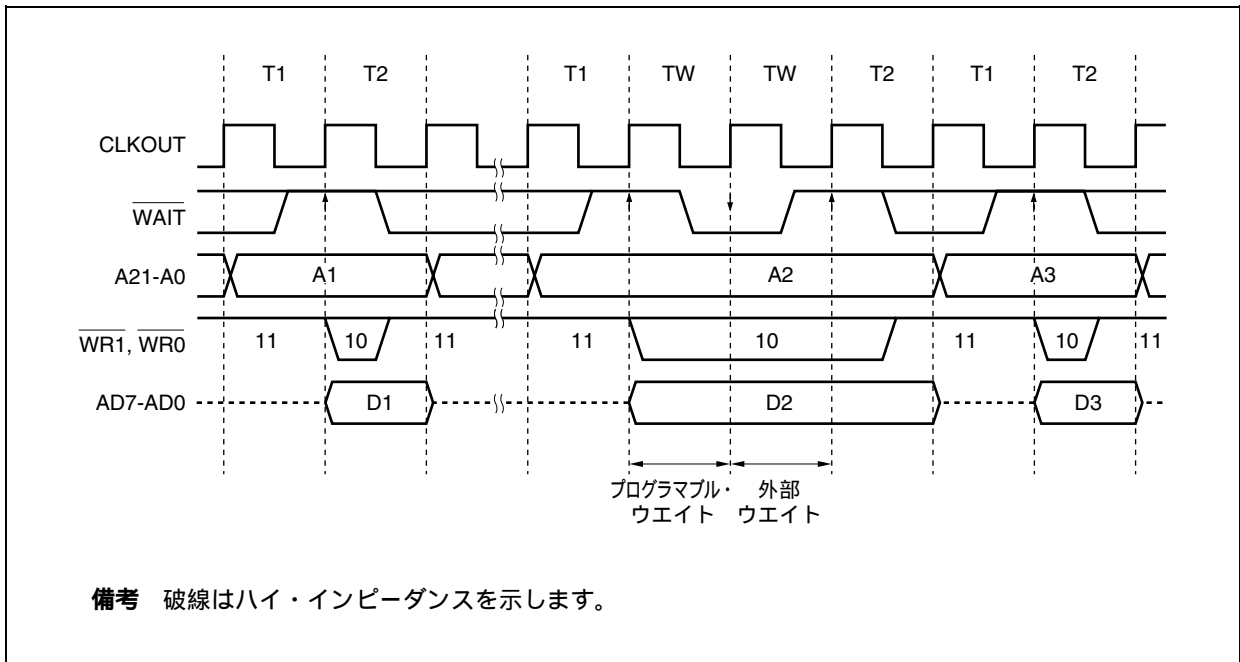 T1 T2 T1 TW TW T2 T1 T2
CLKOUT
WAIT
A21-A0 A1 A2 A3
WR1, WR0 11 10 11 11 10 11 10 11
AD7-AD0 D1 D2 D3
プログラマブル・ 外部
ウエイト ウエイト
備考 破線はハイ・インピーダンスを示します。